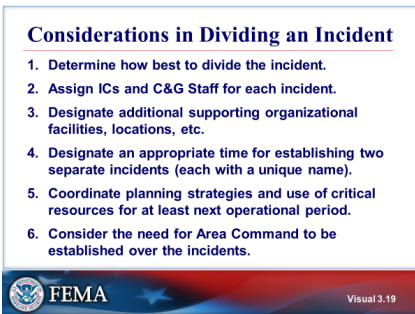 Considerations in Dividing an Incident
1. Determine how best to divide the incident.
2. Assign ICs and C&G Staff for each incident.
3. Designate additional supporting organizational
facilities, locations, etc.
4. Designate an appropriate time for establishing two
separate incidents (each with a unique name).
5. Coordinate planning strategies and use of critical
resources for at least next operational period.
6. Consider the need for Area Command to be
established over the incidents.
FEMA
Visual 3.19